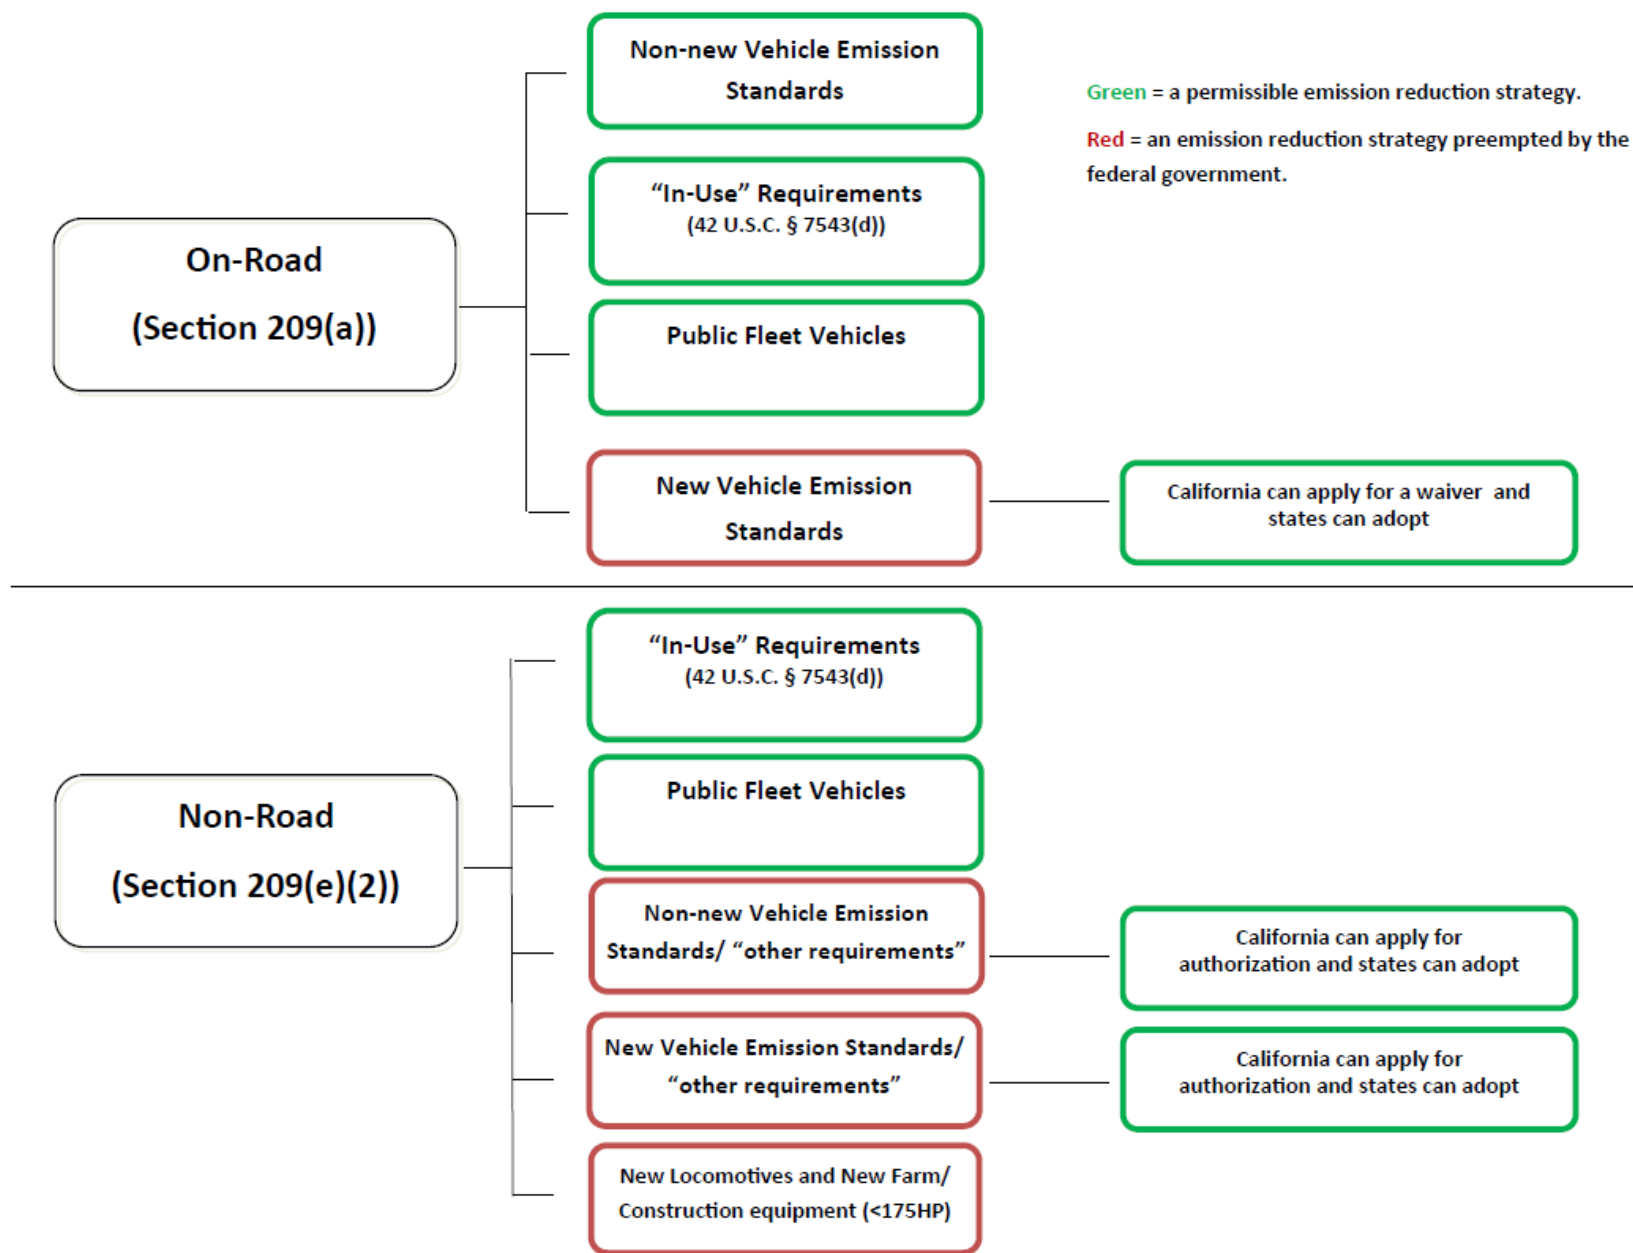 Non-new Vehicle Emission
Standards
Green = a permissible emission reduction strategy.
Red = an emission reduction strategy preempted by the
federal government.
“In-Use” Requirements
(42 U.S.C. § 7543(d))
On-Road
(Section 209(a))
Public Fleet Vehicles
New Vehicle Emission
Standards
California can apply for a waiver and
states can adopt
“In-Use” Requirements
(42 U.S.C. § 7543(d))
Public Fleet Vehicles
Non-Road
(Section 209(e)(2))
Non-new Vehicle Emission
Standards/ “other requirements”
California can apply for
authorization and states can adopt
New Vehicle Emission Standards/
“other requirements”
California can apply for
authorization and states can adopt
New Locomotives and New Farm/
Construction equipment (<175HP)